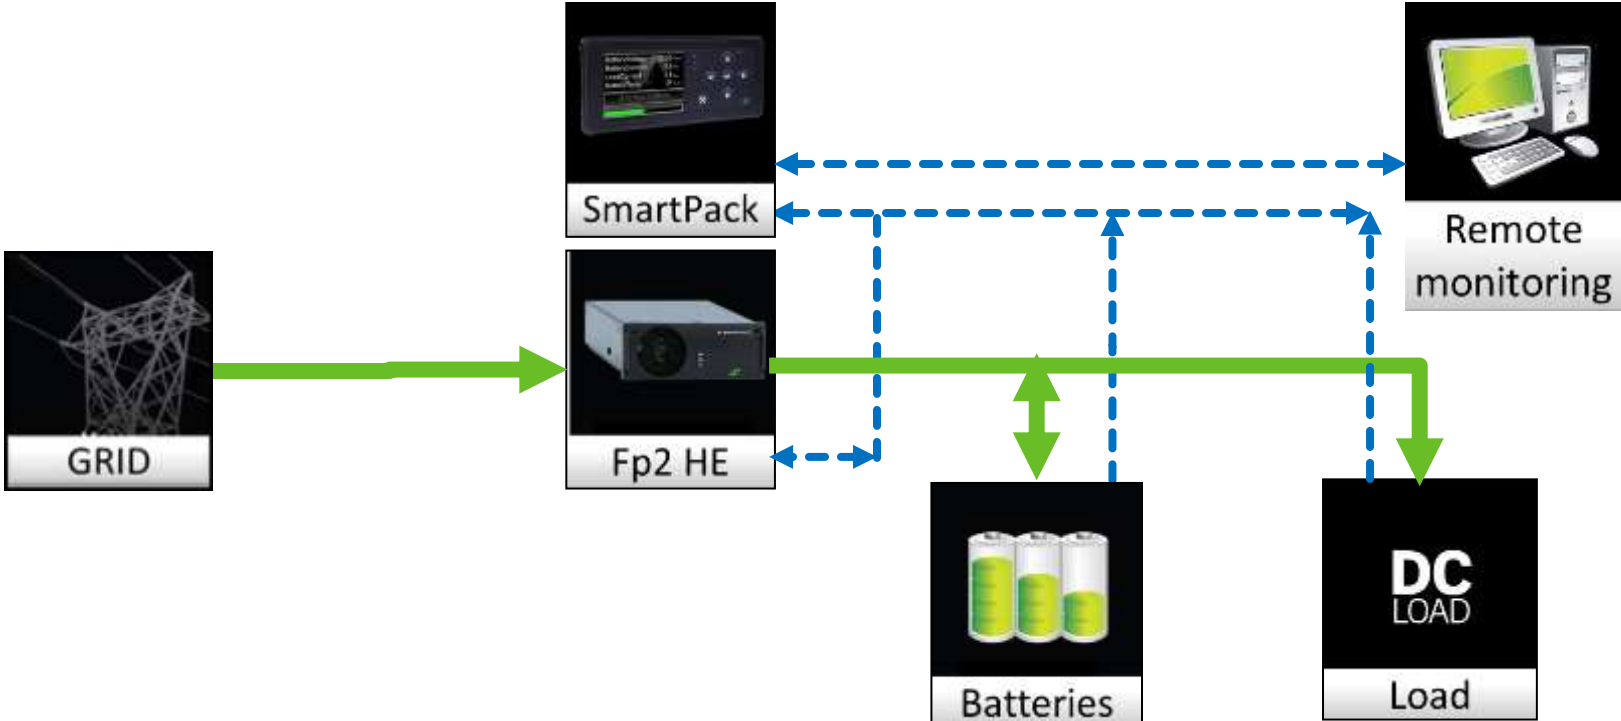 SmartPack
Remote
monitoring
GRID
Fp2 HE
DC
LOAD
Batteries
Load